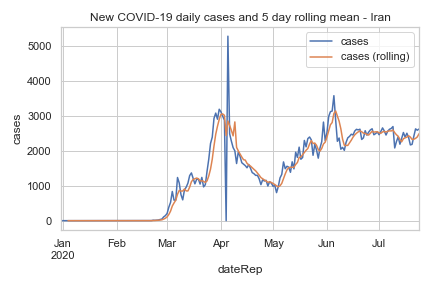 New COVID-19 daily cases and 5 day rolling mean - Iran
cases
cases (rolling)
5000
4000
3000
2000
1000
0
cases
Jan
2020
Feb
Mar
Apr
May
Jun
Jul
dateRep